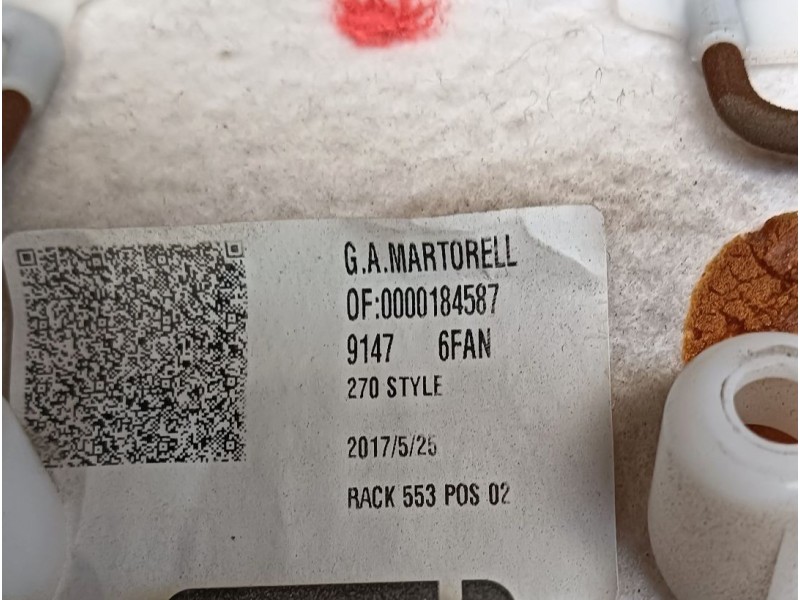 G.A.MARTORELL
OF:0000184587
9147 6FAN
270 STYLE
2017/5/25
RACK 553 POS 02